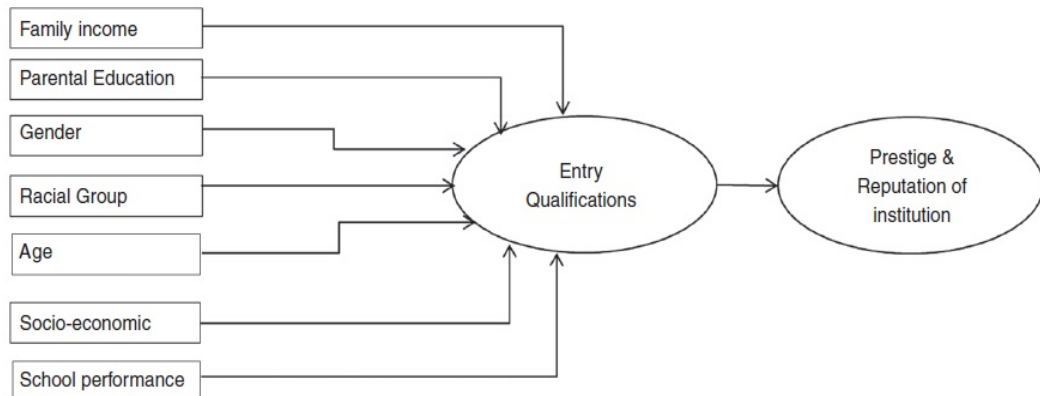 Family income
Parental Education
Gender
Racial Group
Age
Socio-economic
School performance
Entry
Qualifications
Prestige &
Reputation of
institution